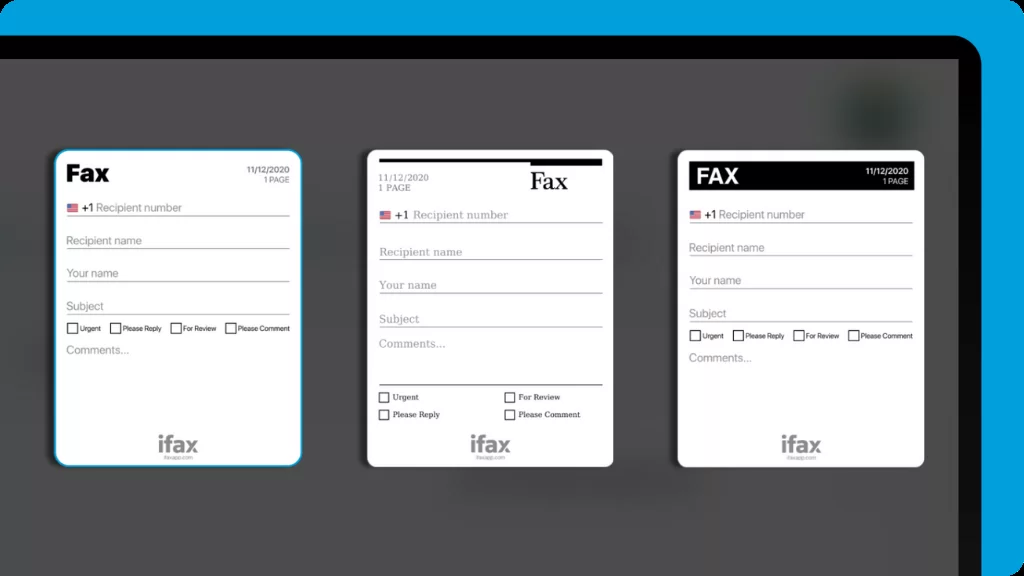 Fax
11/12/2020
1 PAGE
+1 Recipient number
Recipient name
Your name
Subject
Urgent Please Reply For Review Please Comment
Comments...
ifax
ifaxapp.com
11/12/2020
1 PAGE
Fax
+1 Recipient number
Recipient name
Your name
Subject
Comments...
Urgent For Review
Please Reply Please Comment
ifax
ifaxapp.com
FAX
11/12/2020
1 PAGE
+1 Recipient number
Recipient name
Your name
Subject
Urgent Please Reply For Review Please Comment
Comments...
ifax
ifaxapp.com